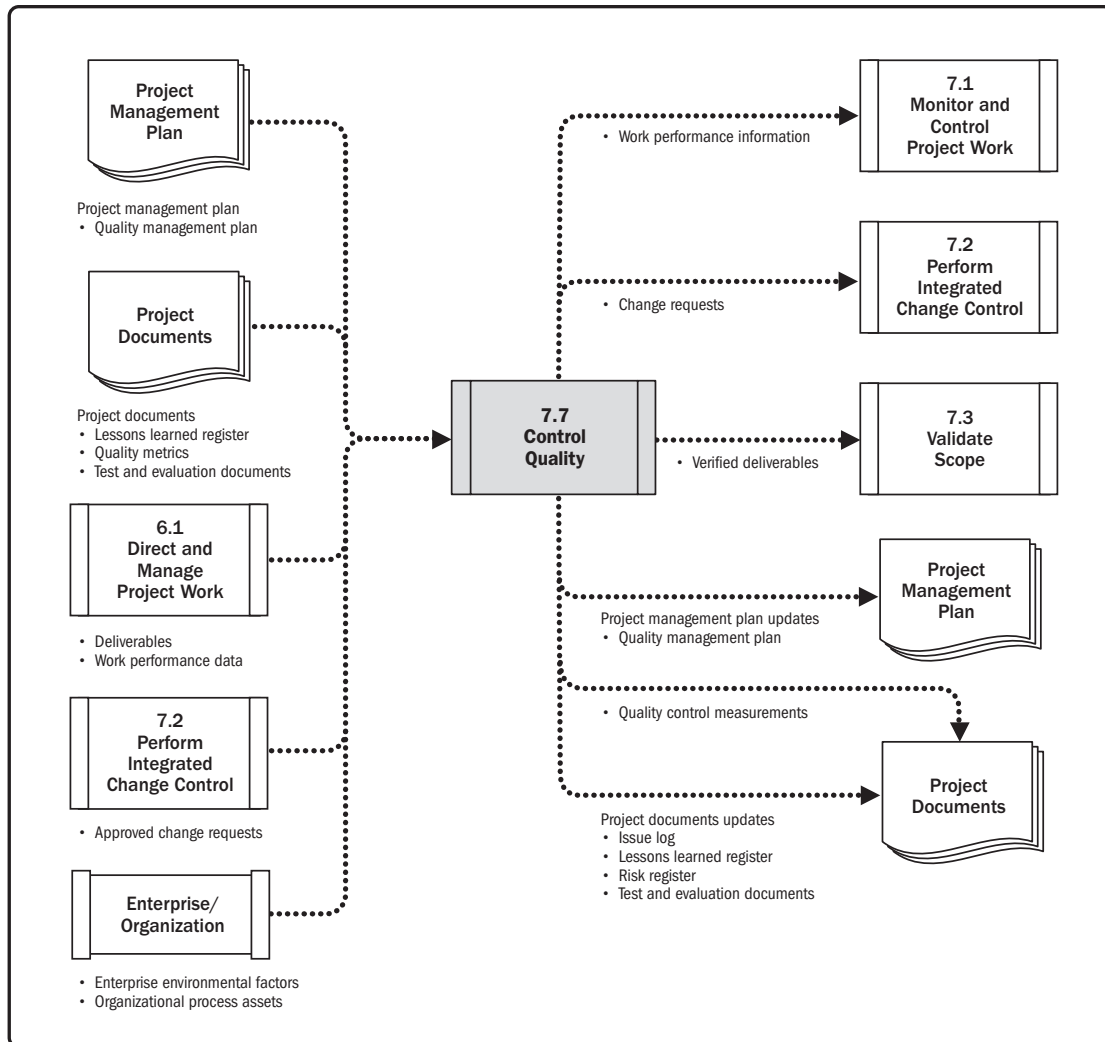 Project
Management
Plan
Project management plan
• Quality management plan
Project
Documents
Project documents
• Lessons learned register
• Quality metrics
• Test and evaluation documents
6.1
Direct and
Manage
Project Work
• Deliverables
• Work performance data
7.2
Perform
Integrated
Change Control
• Approved change requests
Enterprise/
Organization
• Enterprise environmental factors
• Organizational process assets
7.7
Control
Quality
• Work performance information
7.1
Monitor and
Control
Project Work
• Change requests
7.2
Perform
Integrated
Change Control
• Verified deliverables
7.3
Validate
Scope
Project management plan updates
• Quality management plan
Project
Management
Plan
• Quality control measurements
Project documents updates
• Issue log
• Lessons learned register
• Risk register
• Test and evaluation documents
Project
Documents